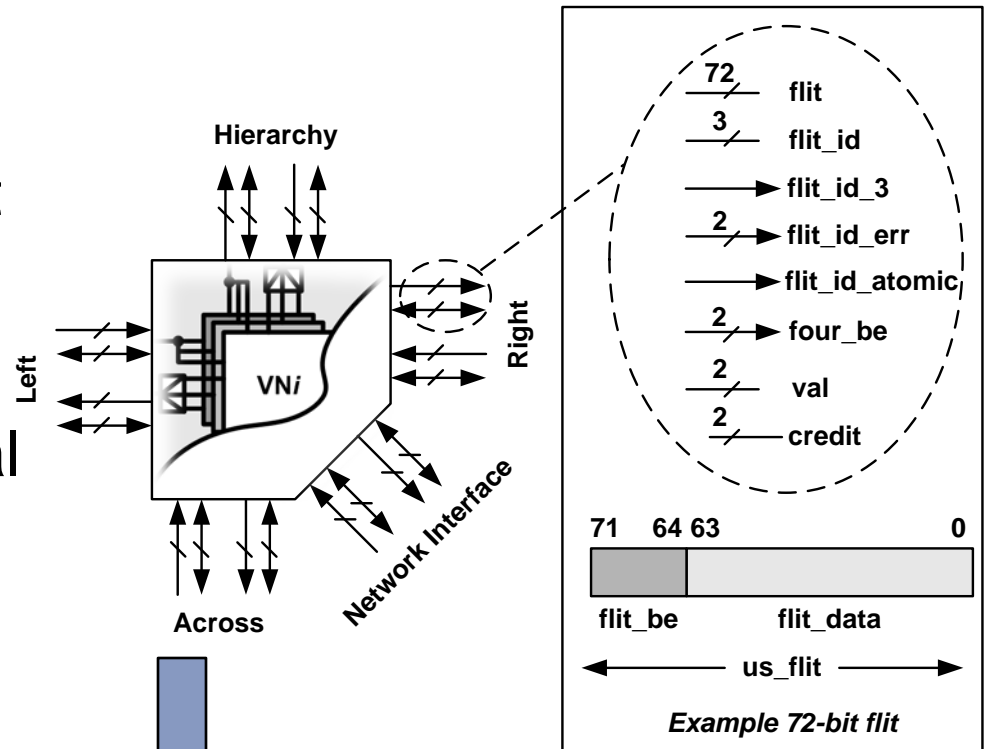 Hierarchy
Left
Right
VNi
al
Across
Network Interface
72
flit
3
flit_id
flit_id_3
2
flit_id_err
flit_id_atomic
2
four_be
2
val
2
credit
71 64 63 0
flit_be flit_data
us_flit
Example 72-bit flit